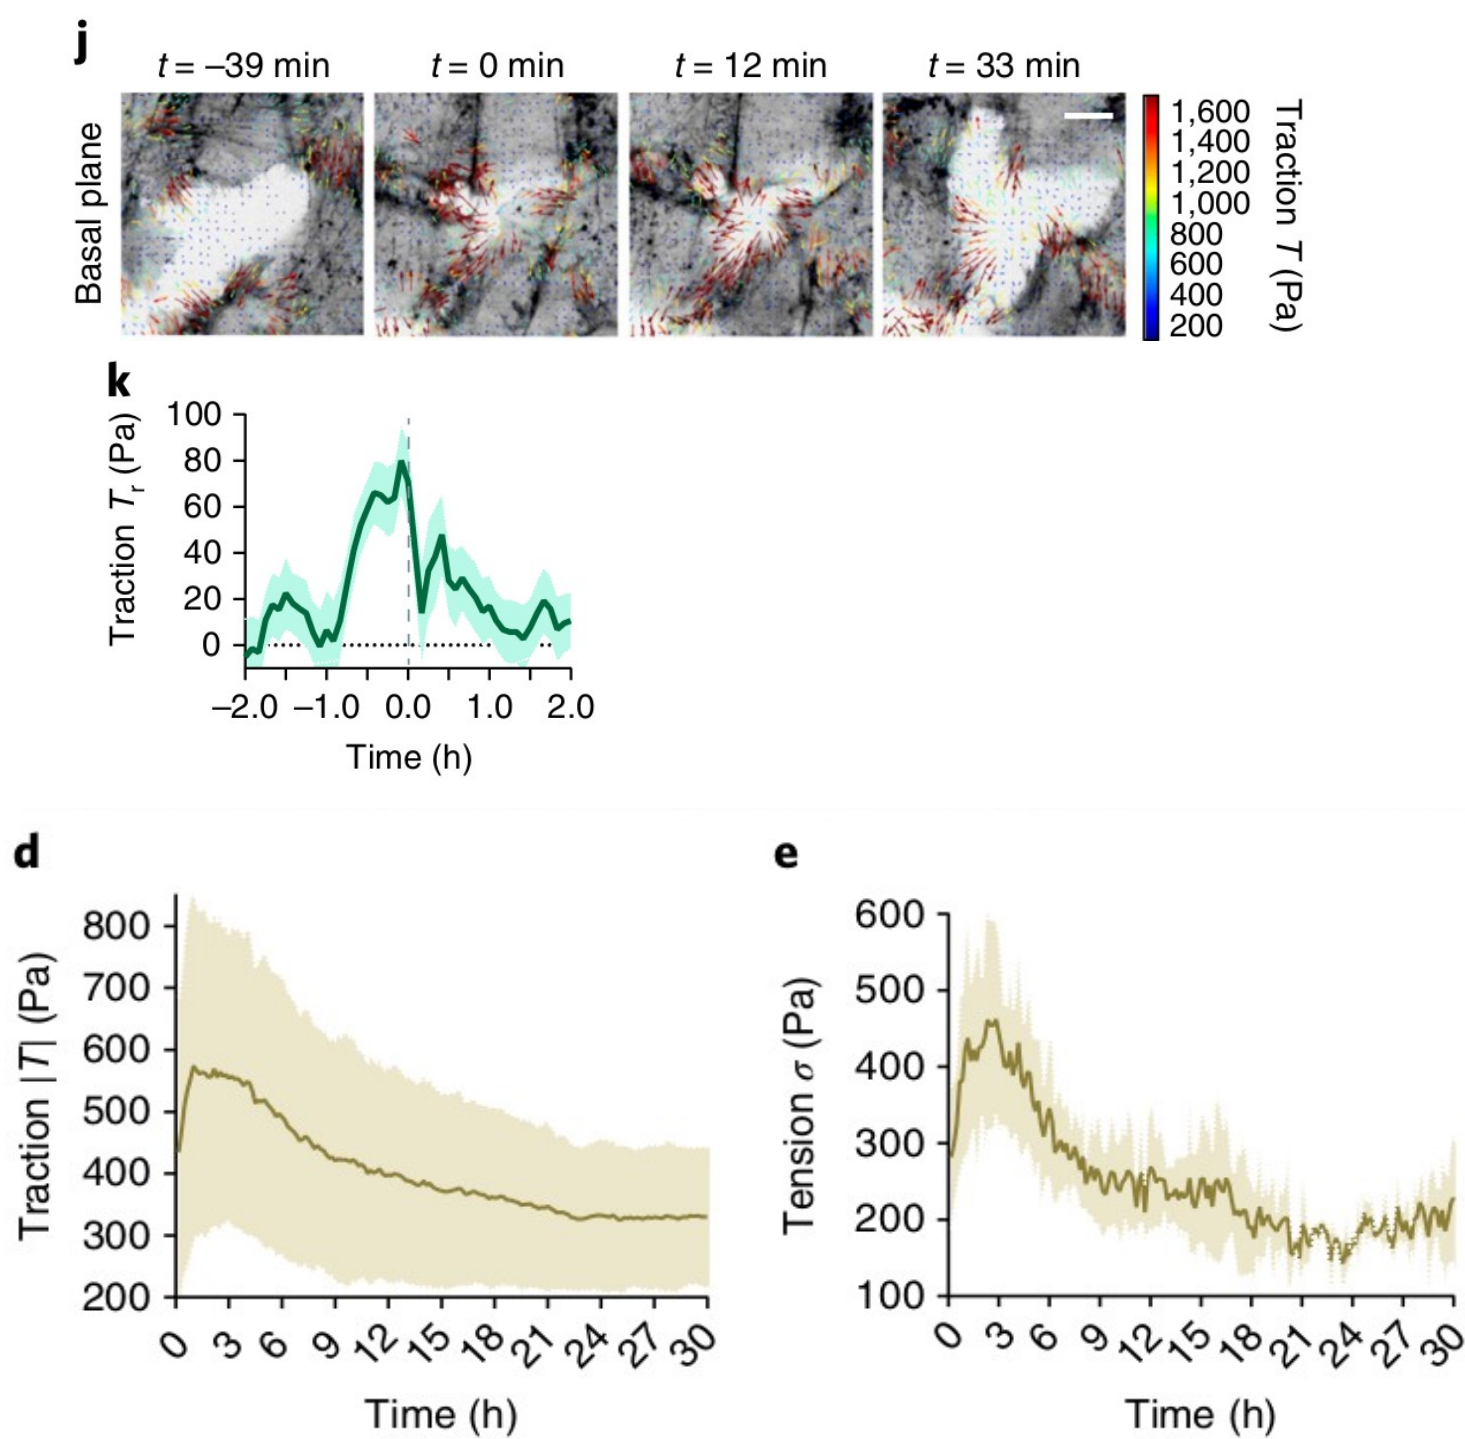 j
t = –39 min
t = 0 min
t = 12 min
t = 33 min
Basal plane
1,600
1,400
1,200
1,000
800
600
400
200
Traction T (Pa)
k
Traction Tr (Pa)
100
80
60
40
20
0
–2.0 –1.0 0.0 1.0 2.0
Time (h)
d
Traction |T| (Pa)
800
700
600
500
400
300
200
0 3 6 9 12 15 18 21 24 27 30
Time (h)
e
Tension σ (Pa)
600
500
400
300
200
100
0 3 6 9 12 15 18 21 24 27 30
Time (h)